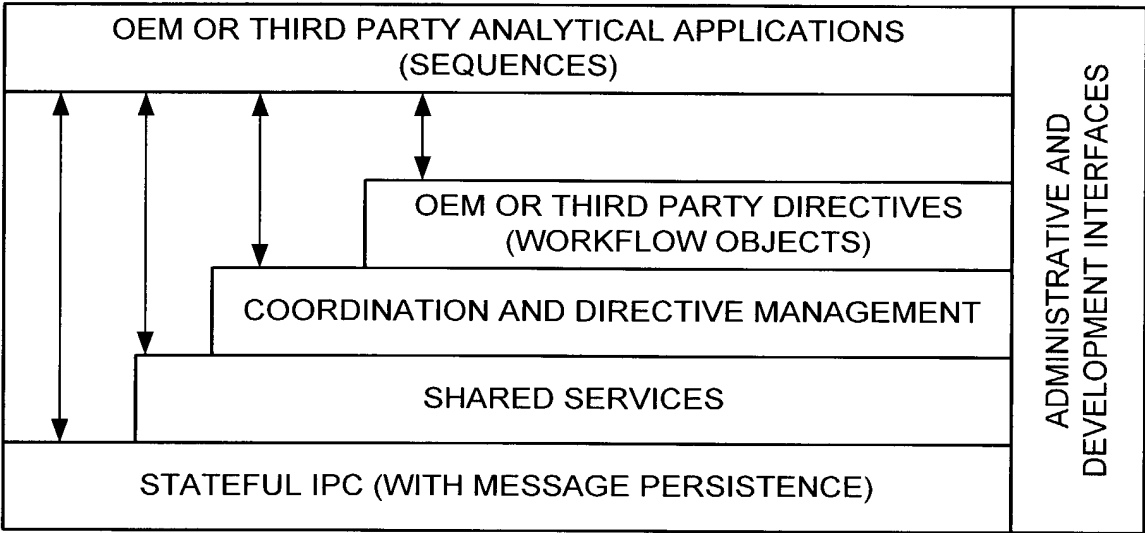 OEM OR THIRD PARTY ANALYTICAL APPLICATIONS
(SEQUENCES)
OEM OR THIRD PARTY DIRECTIVES
(WORKFLOW OBJECTS)
COORDINATION AND DIRECTIVE MANAGEMENT
SHARED SERVICES
STATEFUL IPC (WITH MESSAGE PERSISTENCE)
ADMINISTRATIVE AND
DEVELOPMENT INTERFACES